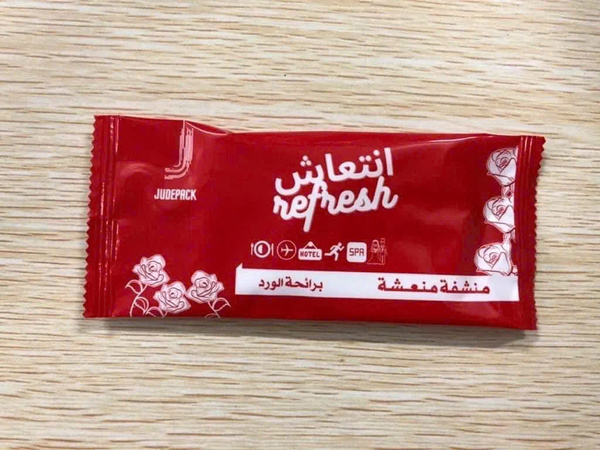 JUDEPACK
انتعاش
refresh
HOTEL
SPA
منشفة منعشة برائحة الورد